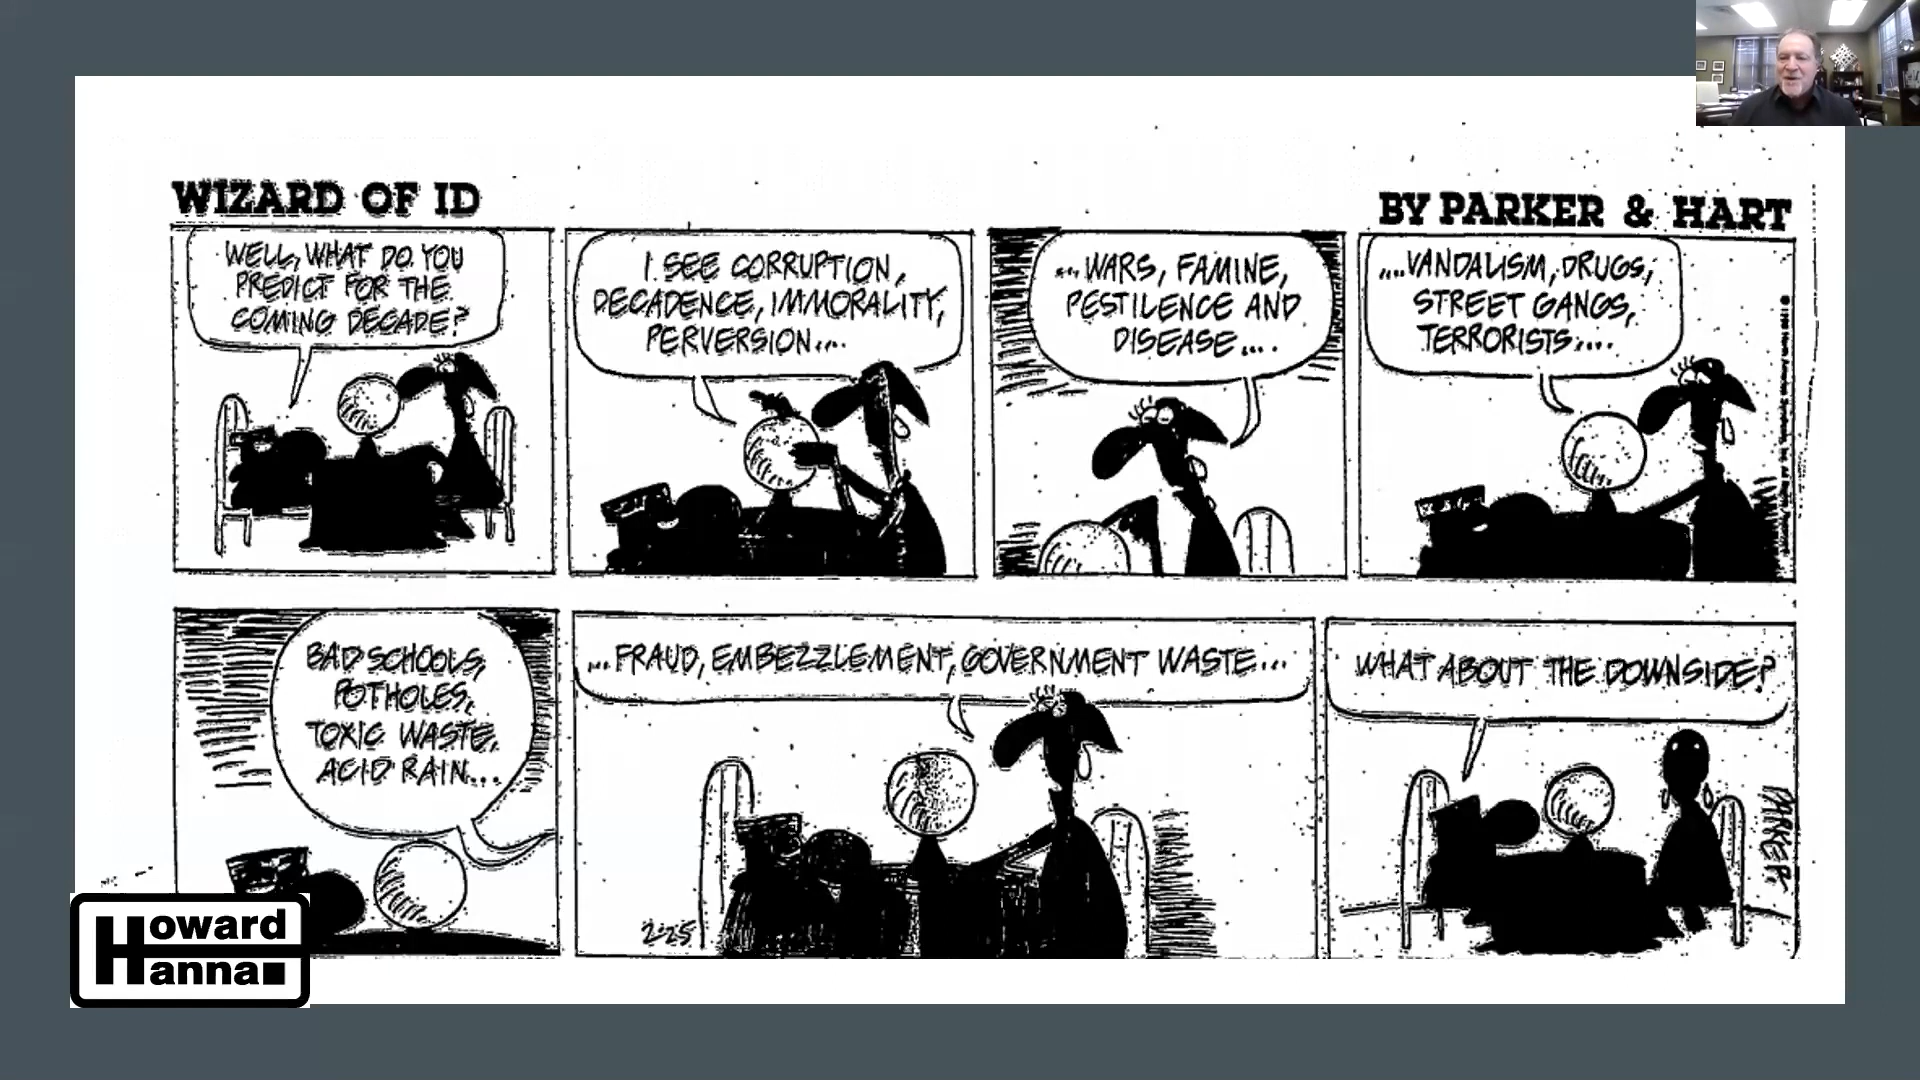 WIZARD OF ID
BY PARKER & HART
WELL, WHAT DO YOU
PREDICT FOR THE
COMING DECADE?
I SEE CORRUPTION,
DECADENCE, IMMORALITY,
PERVERSION....
...WARS, FAMINE,
PESTILENCE AND
DISEASE....
....VANDALISM, DRUGS,
STREET GANGS,
TERRORISTS....
BAD SCHOOLS,
POTHOLES,
TOXIC WASTE,
ACID RAIN...
...FRAUD, EMBEZZLEMENT, GOVERNMENT WASTE...
2·25
WHAT ABOUT THE DOWNSIDE?
PARKER
Howard
Hanna